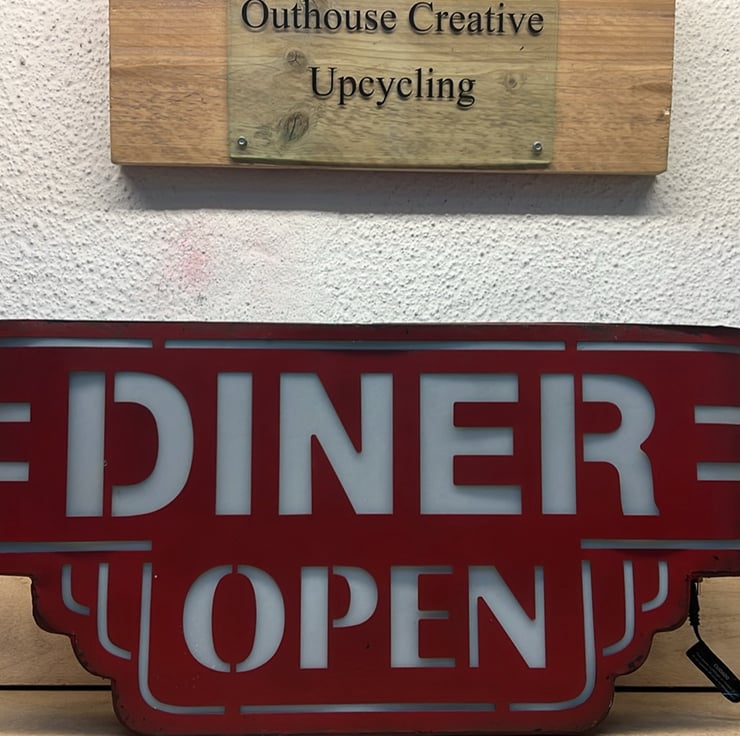 Outhouse Creative
Upcycling
DINER
OPEN